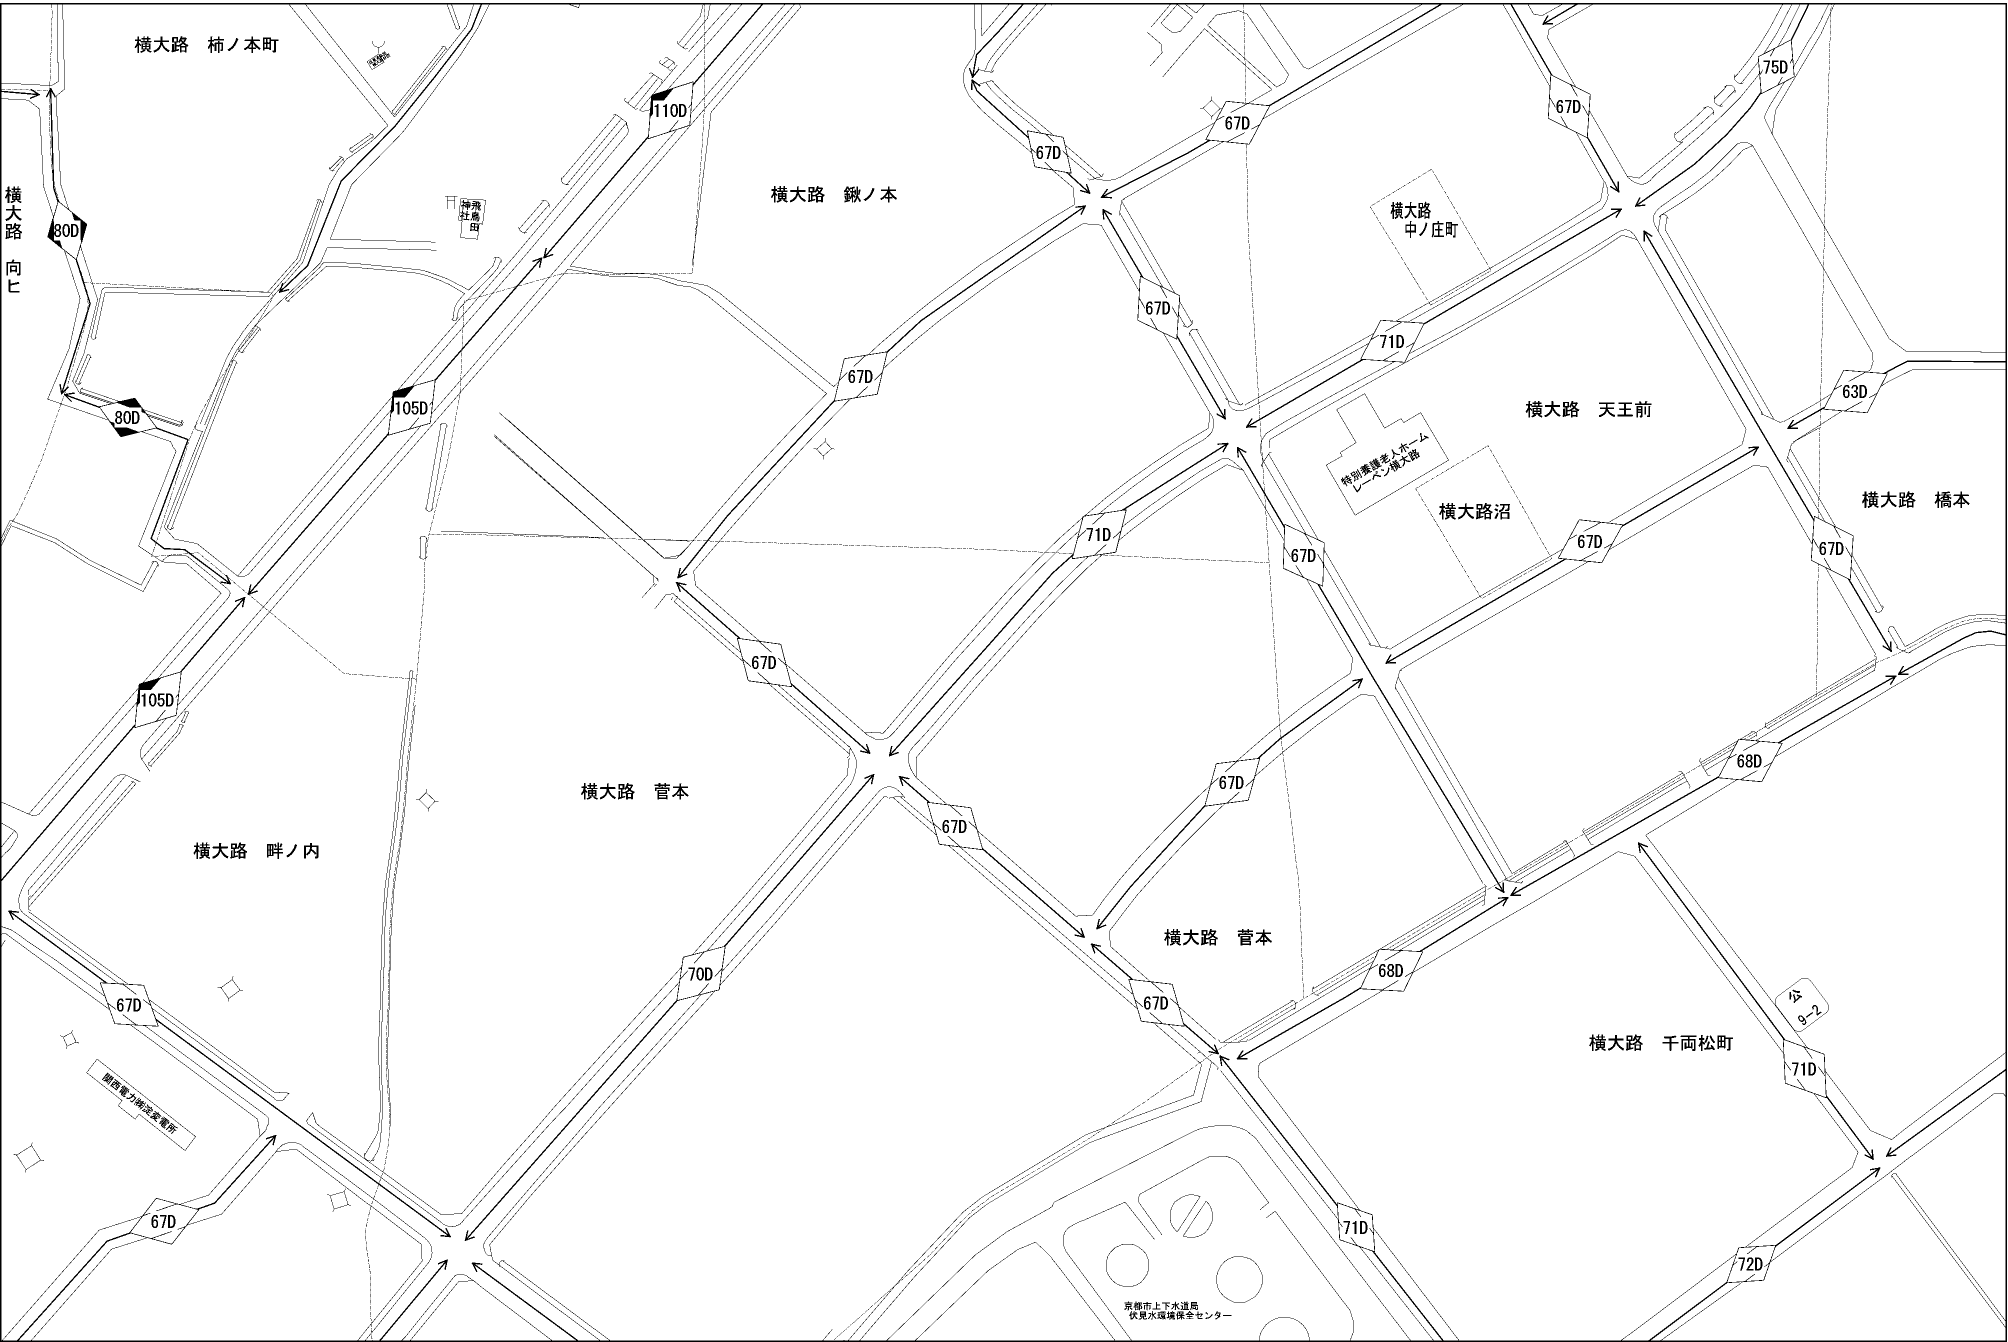 横大路　柿ノ本町
75D
110D
67D
67D
67D
横大路　向ヒ
横大路　鍬ノ本
飛鳥田
神社
横大路
中ノ庄町
80D
67D
71D
67D
63D
80D
105D
横大路　天王前
特別養護老人ホーム
レーベン横大路
横大路沼
横大路　橋本
71D
67D
67D
67D
67D
105D
横大路　菅本
67D
68D
67D
横大路　畔ノ内
横大路　菅本
70D
68D
67D
67D
公
9-2
横大路　千両松町
関西電力㈱淀変電所
71D
67D
71D
72D
京都市上下水道局
伏見水環境保全センター